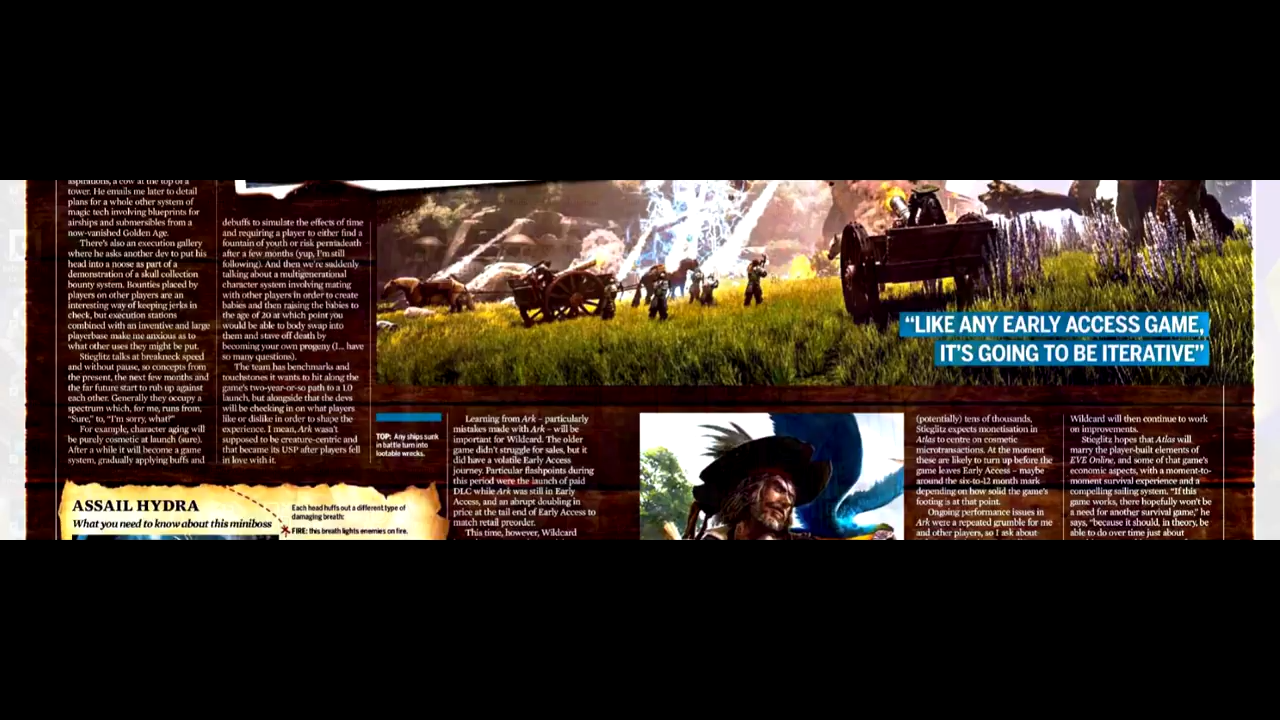 aspirations, a cow at the top of a
tower. He emails me later to detail
plans for a whole other system of
magic tech involving blueprints for
airships and submersibles from a
now-vanished Golden Age.
There's also an execution gallery
where he asks another dev to put his
head into a noose as part of a
demonstration of a skull collection
bounty system. Bounties placed by
players on other players are an
interesting way of keeping jerks in
check, but execution stations
combined with an inventive and large
playerbase make me anxious as to
what other uses they might be put.
Stieglitz talks at breakneck speed
and without pause, so concepts from
the present, the next few months and
the far future start to rub up against
each other. Generally they occupy a
spectrum which, for me, runs from,
“Sure,” to, “I'm sorry, what?”
For example, character aging will
be purely cosmetic at launch (sure).
After a while it will become a game
system, gradually applying buffs and
debuffs to simulate the effects of time
and requiring a player to either find a
fountain of youth or risk permadeath
after a few months (yup, I'm still
following). And then we're suddenly
talking about a multigenerational
character system involving mating
with other players in order to create
babies and then raising the babies to
the age of 20 at which point you
would be able to body swap into
them and stave off death by
becoming your own progeny (I... have
so many questions).
The team has benchmarks and
touchstones it wants to hit along the
game's two-year-or-so path to a 1.0
launch, but alongside that the devs
will be checking in on what players
like or dislike in order to shape the
experience. I mean, Ark wasn't
supposed to be creature-centric and
that became its USP after players fell
in love with it.
“LIKE ANY EARLY ACCESS GAME,
IT'S GOING TO BE ITERATIVE”
TOP: Any ships sunk
in battle turn into
lootable wrecks.
Learning from Ark – particularly
mistakes made with Ark – will be
important for Wildcard. The older
game didn't struggle for sales, but it
did have a volatile Early Access
journey. Particular flashpoints during
this period were the launch of paid
DLC while Ark was still in Early
Access, and an abrupt doubling in
price at the tail end of Early Access to
match retail preorder.
This time, however, Wildcard
(potentially) tens of thousands,
Stieglitz expects monetisation in
Atlas to centre on cosmetic
microtransactions. At the moment
these are likely to turn up before the
game leaves Early Access – maybe
around the six-to-12 month mark
depending on how solid the game's
footing is at that point.
Ongoing performance issues in
Ark were a repeated grumble for me
and other players, so I ask about
Wildcard will then continue to work
on improvements.
Stieglitz hopes that Atlas will
marry the player-built elements of
EVE Online, and some of that game's
economic aspects, with a moment-to-
moment survival experience and a
compelling sailing system. “If this
game works, there hopefully won't be
a need for another survival game,” he
says, “because it should, in theory, be
able to do over time just about
ASSAIL HYDRA
What you need to know about this miniboss
Each head huffs out a different type of
damaging breath:
FIRE: this breath lights enemies on fire.